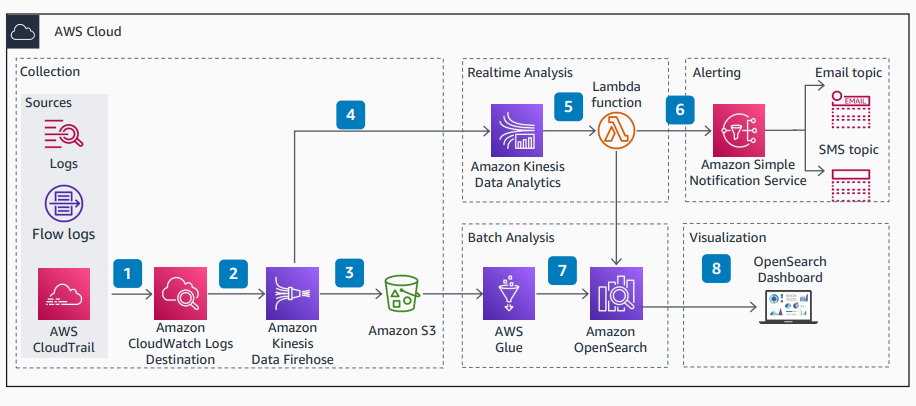 AWS Cloud
Collection
Sources
Logs
Flow logs
AWS
CloudTrail
1
Amazon
CloudWatch Logs
Destination
2
Amazon
Kinesis
Data Firehose
3
Amazon S3
4
Realtime Analysis
Amazon Kinesis
Data Analytics
5
Lambda
function
6
Alerting
Amazon Simple
Notification Service
Email topic
EMAIL
SMS topic
Batch Analysis
AWS
Glue
7
Amazon
OpenSearch
Visualization
8
OpenSearch
Dashboard